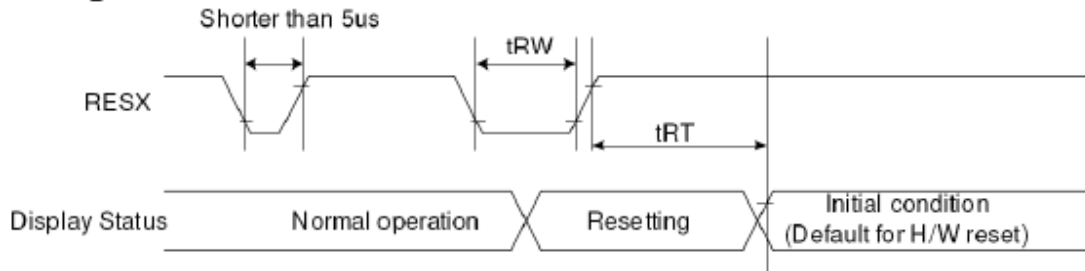 Shorter than 5us
tRW
RESX
tRT
Display Status
Normal operation
Resetting
Initial condition
(Default for H/W reset)